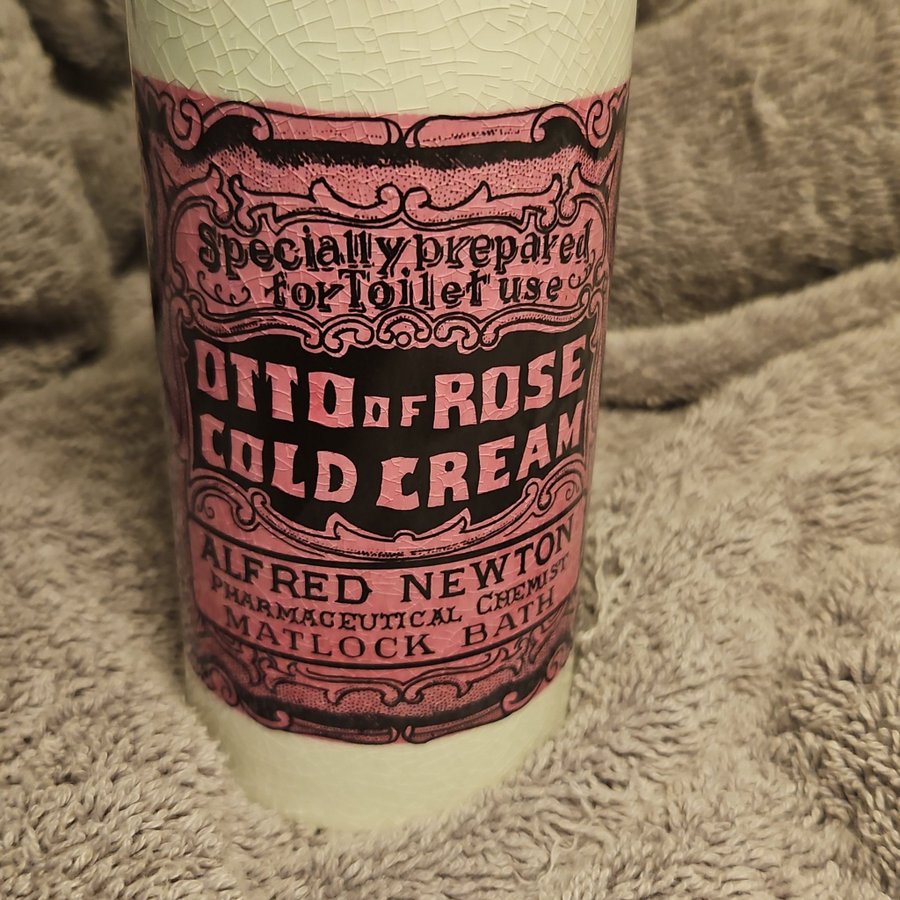 Specially prepared
for Toilet use
OTTO OF ROSE
COLD CREAM
ALFRED NEWTON
PHARMACEUTICAL CHEMIST
MATLOCK BATH